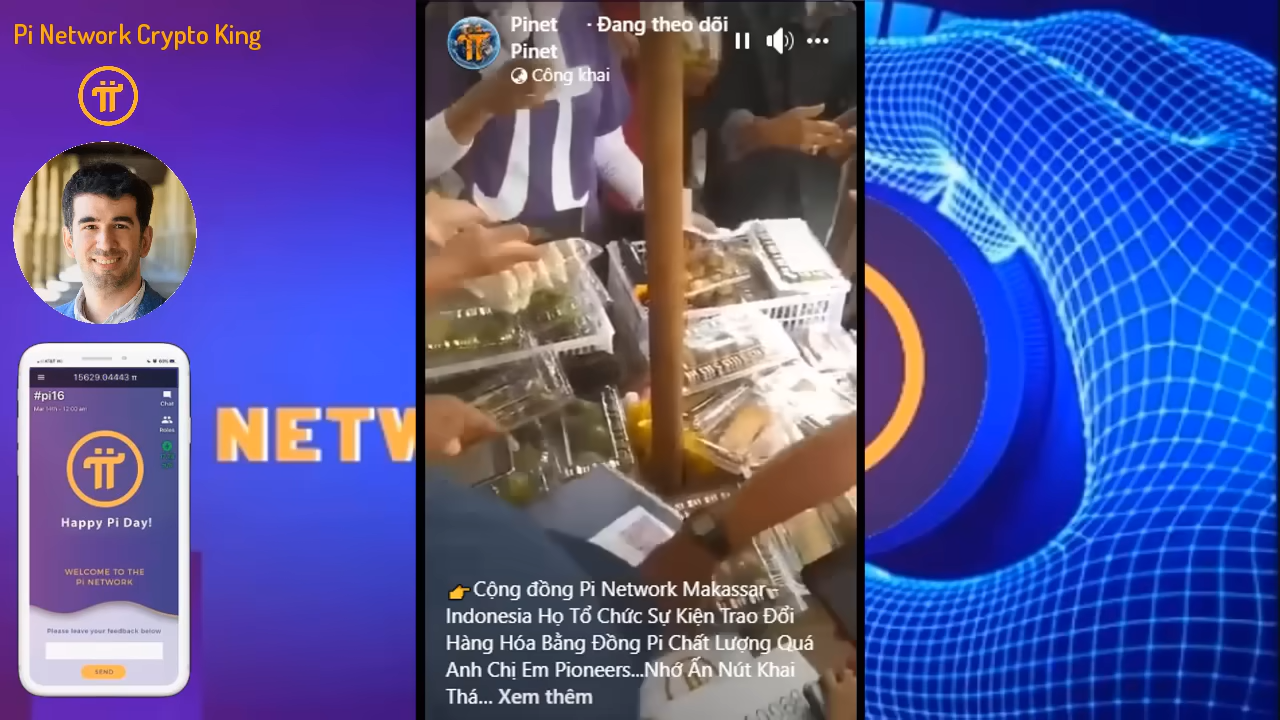 Pi Network Crypto King
Pinet · Đang theo dõi
Pinet
Công khai
15629.04443 π
#pi16
Chat
Roles
Happy Pi Day!
WELCOME TO THE
PI NETWORK
Please leave your feedback below
SEND
NETW
👉Cộng đồng Pi Network Makassar -
Indonesia Họ Tổ Chức Sự Kiện Trao Đổi
Hàng Hóa Bằng Đồng Pi Chất Lượng Quá
Anh Chị Em Pioneers...Nhớ Ấn Nút Khai
Thá... Xem thêm